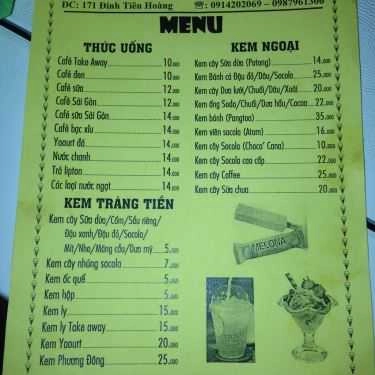 ĐC: 171 Đinh Tiên Hoàng ☎: 0914202069 – 0987961300
MENU
THỨC UỐNG
Café Take Away 10.000
Café đen 10.000
Café sữa 12.000
Café Sài Gòn 12.000
Café sữa Sài Gòn 14.000
Café bạc xỉu 14.000
Yaourt đá 14.000
Nước chanh 14.000
Trà lipton 14.000
Các loại nước ngọt 14.000
KEM TRÀNG TIỀN
Kem cây Sữa dừa/Cốm/Sầu riêng/
Đậu xanh/Đậu đỏ/Socola/
Mít/Nho/Mãng cầu/Dưa mỹ 5.000
Kem cây nhúng socola 7.000
Kem ốc quế 5.000
Kem hộp 5.000
Kem ly 15.000
Kem ly Take away 15.000
Kem Yaourt 20.000
Kem Phương Đông 25.000
KEM NGOẠI
Kem cây Sữa dừa (Patong) 14.000
Kem Bánh cá Đậu đỏ/Dâu/Socola 25.000
Kem cây Dưa lưới/Chuối/Dâu/Xoài 20.000
Kem ống Soda/Chuối/Dưa hấu/Cacao 22.000
Kem bánh (Pangtoa) 35.000
Kem viên socola (Atom) 16.000
Kem cây Socola (Choco' Cana) 10.000
Kem cây Socola cao cấp 22.000
Kem cây Coffee 25.000
Kem cây Sữa chua 20.000
MELONA